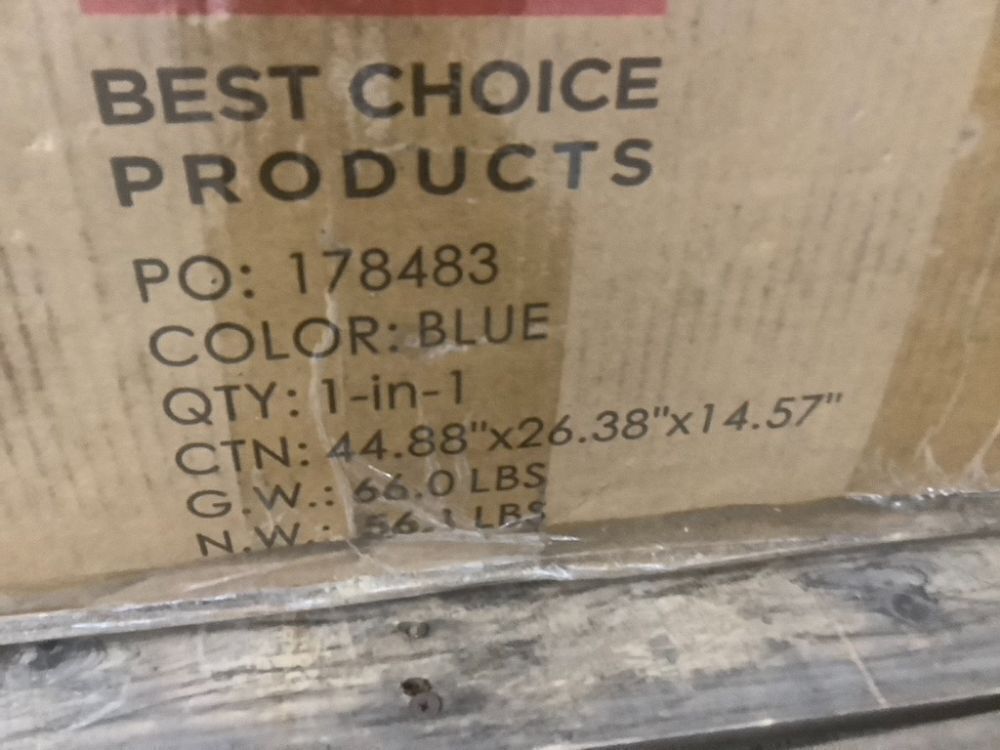 BEST CHOICE
PRODUCTS
PO: 178483
COLOR: BLUE
QTY: 1-in-1
CTN: 44.88"x26.38"x14.57"
G.W.: 66.0 LBS
N.W.: LBS